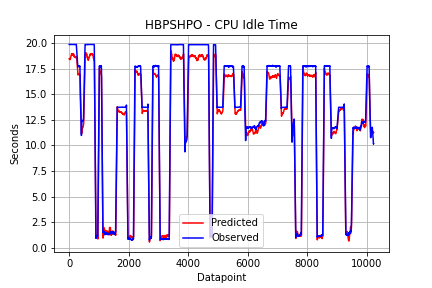 HBPSHPO - CPU Idle Time
20.0
17.5
15.0
12.5
10.0
7.5
5.0
2.5
0.0
Seconds
Predicted
Observed
0 2000 4000 6000 8000 10000
Datapoint